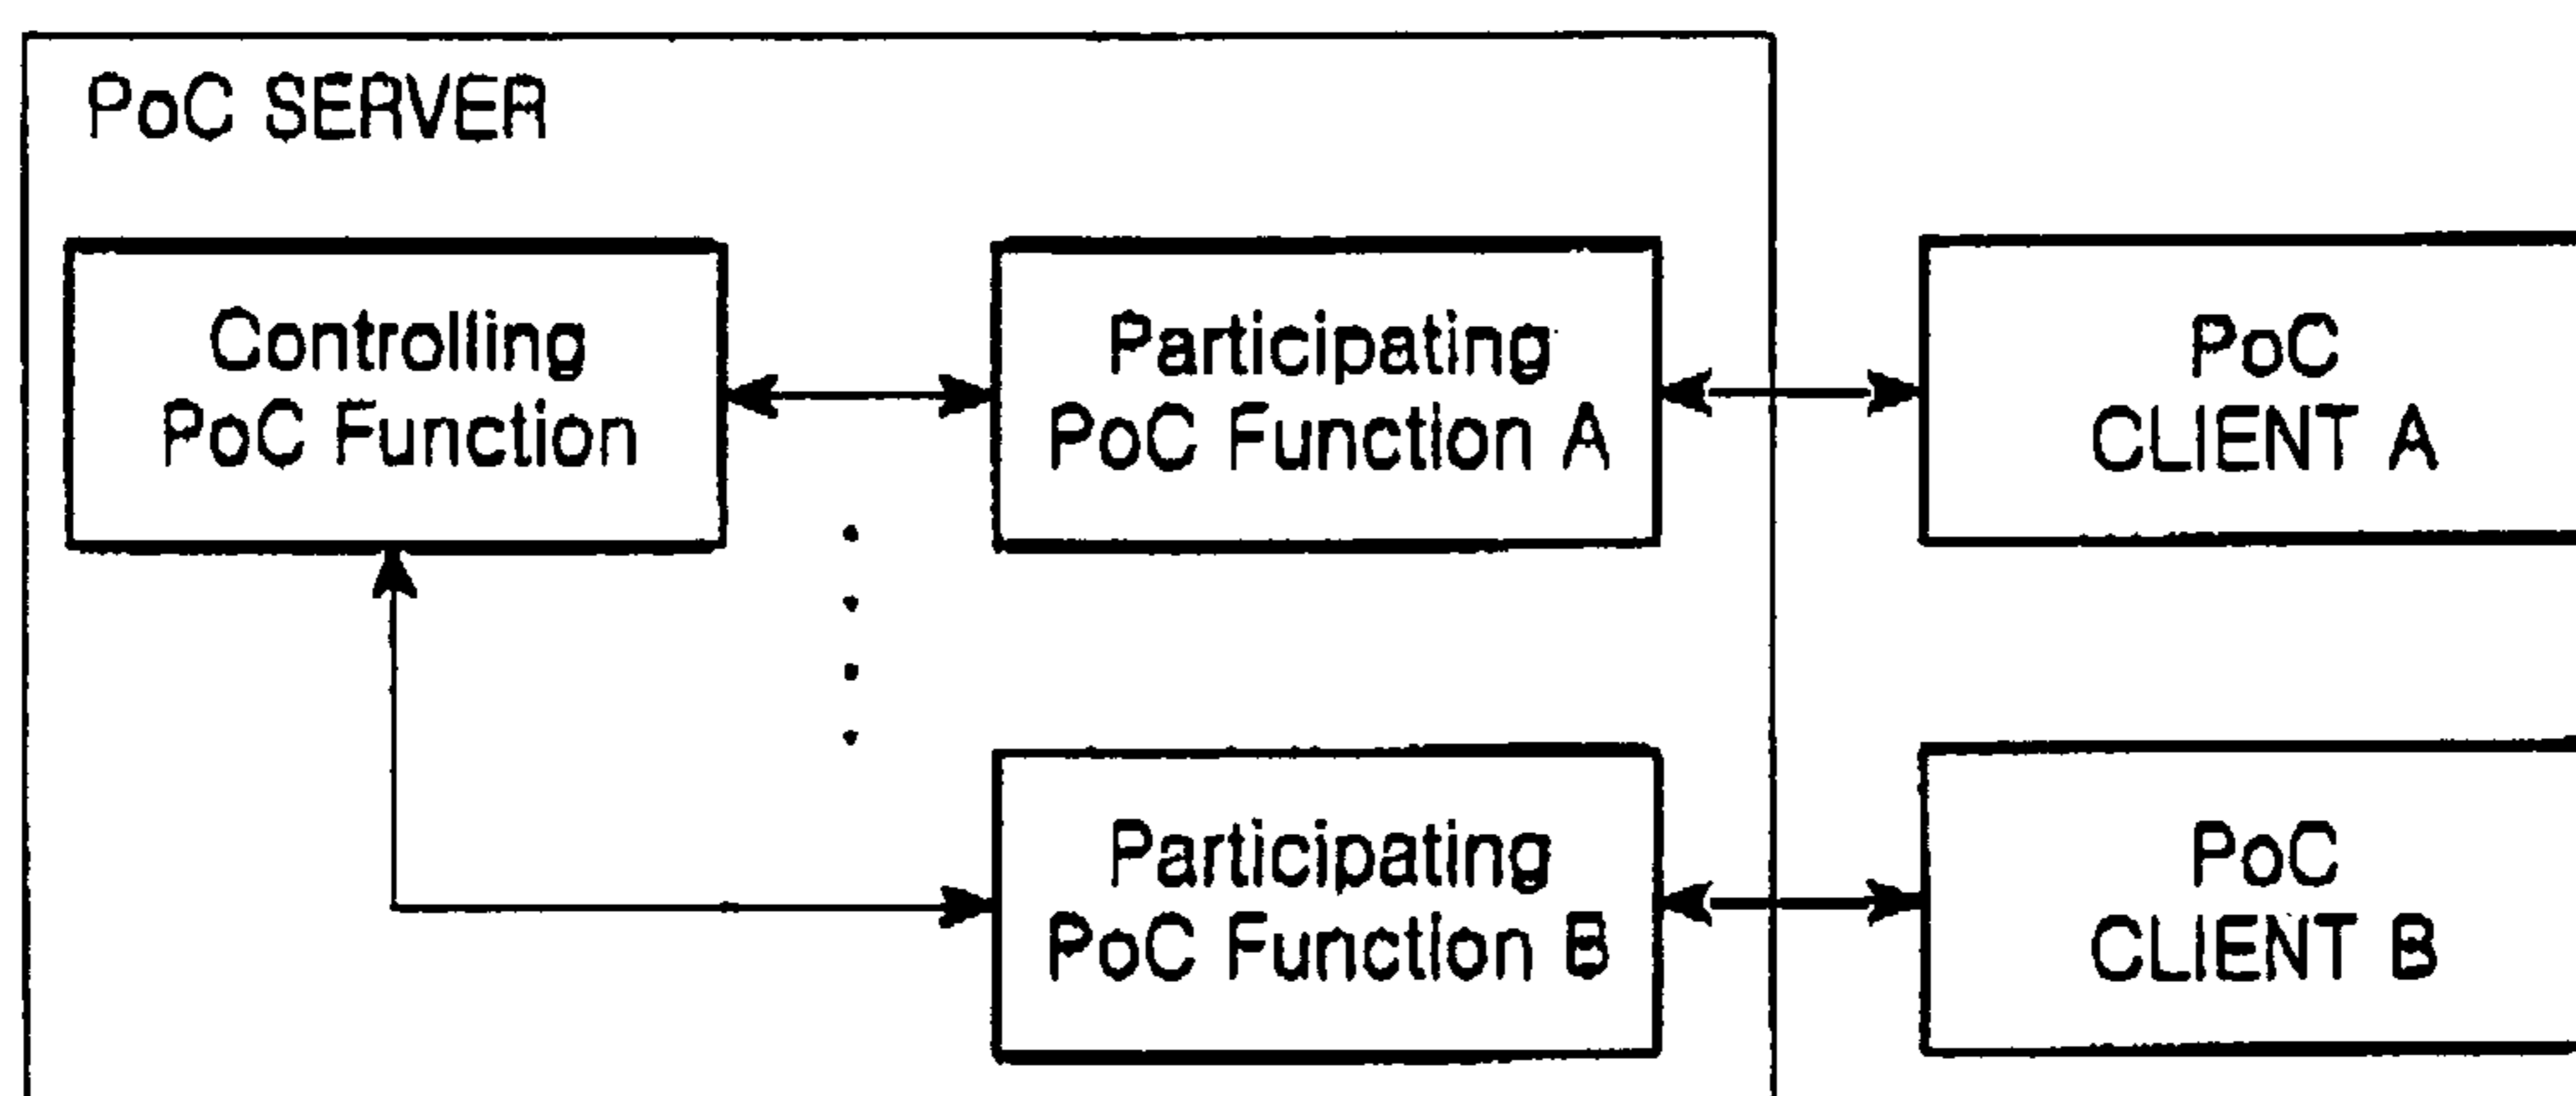 PoC SERVER
Controlling
PoC Function
Participating
PoC Function A
PoC
CLIENT A
Participating
PoC Function B
PoC
CLIENT B